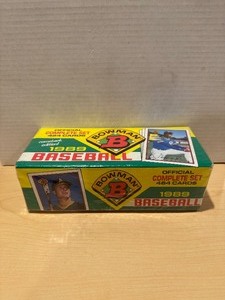 OFFICIAL
COMPLETE SET
484 CARDS
1989
BASEBALL
BOWMAN
B
BOWMAN
B
OFFICIAL
COMPLETE SET
484 CARDS
1989
BASEBALL